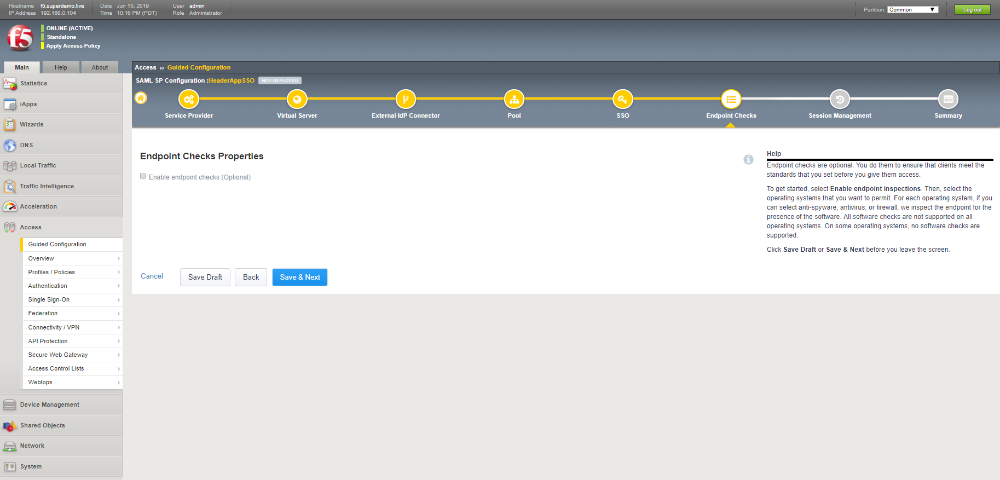 Hostname f5.superdemo.live Date Jun 15, 2019 User admin
IP Address 192.168.0.104 Time 10:16 PM (PDT) Role Administrator
Partition: Common Log out
f5
ONLINE (ACTIVE)
Standalone
Apply Access Policy
Main Help About
Access ›› Guided Configuration
SAML SP Configuration :HeaderAppSSO NOT DEPLOYED
Service Provider Virtual Server External IdP Connector Pool SSO Endpoint Checks Session Management Summary
Statistics
iApps
Wizards
DNS
Local Traffic
Traffic Intelligence
Acceleration
Access
Guided Configuration
Overview
Profiles / Policies
Authentication
Single Sign-On
Federation
Connectivity / VPN
API Protection
Secure Web Gateway
Access Control Lists
Webtops
Device Management
Shared Objects
Network
System
Endpoint Checks Properties
Enable endpoint checks (Optional)
Cancel Save Draft Back Save & Next
Help
Endpoint checks are optional. You do them to ensure that clients meet the
standards that you set before you give them access.
To get started, select Enable endpoint inspections. Then, select the
operating systems that you want to permit. For each operating system, if you
can select anti-spyware, antivirus, or firewall, we inspect the endpoint for the
presence of the software. All software checks are not supported on all
operating systems. On some operating systems, no software checks are
supported.
Click Save Draft or Save & Next before you leave the screen.